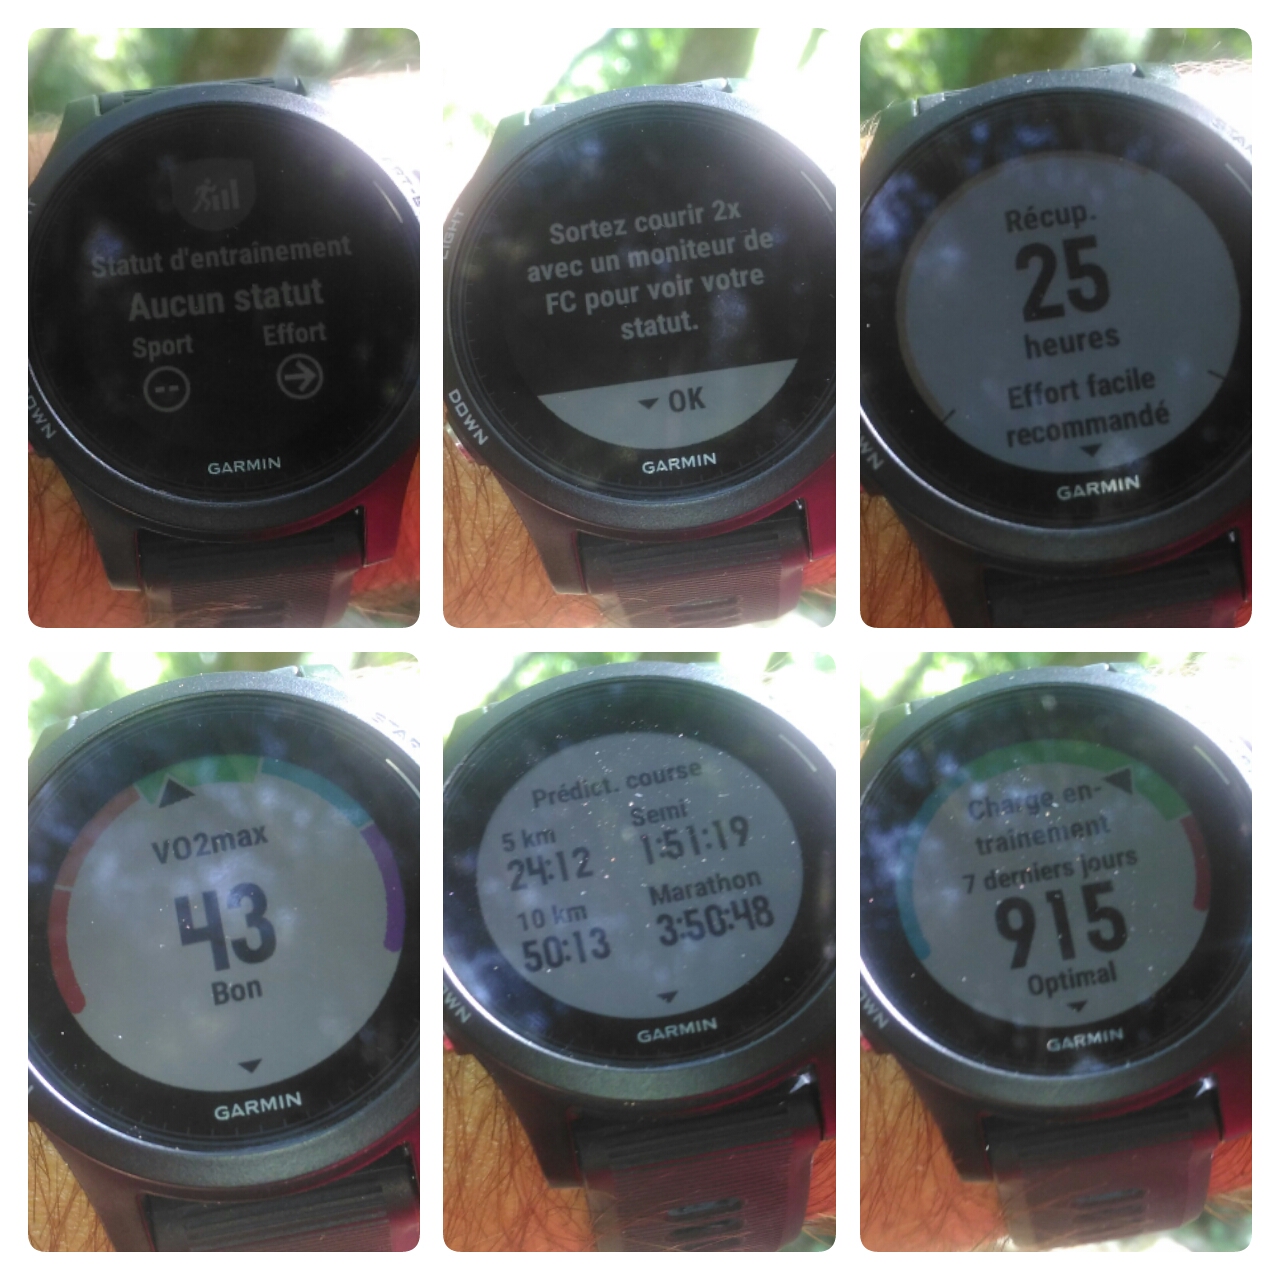 Statut d'entraînement
Aucun statut
Sport
Effort
--
DOWN
GARMIN
LIGHT
Sortez courir 2x
avec un moniteur de
FC pour voir votre
statut.
OK
DOWN
GARMIN
Récup.
25
heures
Effort facile
recommandé
GARMIN
VO2max
43
Bon
GARMIN
Prédict. course
5 km
24:12
Semi
1:51:19
10 km
50:13
Marathon
3:50:48
GARMIN
Charge en-
traînement
7 derniers jours
915
Optimal
GARMIN